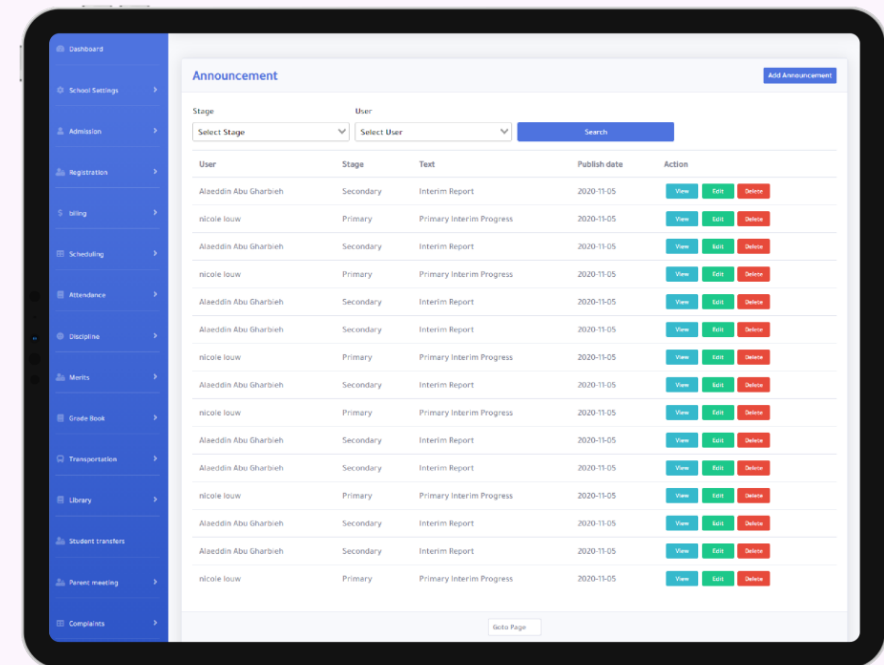 Dashboard
School Settings
Admission
Registration
billing
Scheduling
Attendance
Discipline
Merits
Grade Book
Transportation
Library
Student transfers
Parent meeting
Complaints
Announcement
Add Announcement
Stage User
Select Stage Select User Search
User Stage Text Publish date Action
Alaeddin Abu Gharbieh Secondary Interim Report 2020-11-05 View Edit Delete
nicole louw Primary Primary Interim Progress 2020-11-05 View Edit Delete
Alaeddin Abu Gharbieh Secondary Interim Report 2020-11-05 View Edit Delete
nicole louw Primary Primary Interim Progress 2020-11-05 View Edit Delete
Alaeddin Abu Gharbieh Secondary Interim Report 2020-11-05 View Edit Delete
Alaeddin Abu Gharbieh Secondary Interim Report 2020-11-05 View Edit Delete
nicole louw Primary Primary Interim Progress 2020-11-05 View Edit Delete
Alaeddin Abu Gharbieh Secondary Interim Report 2020-11-05 View Edit Delete
nicole louw Primary Primary Interim Progress 2020-11-05 View Edit Delete
Alaeddin Abu Gharbieh Secondary Interim Report 2020-11-05 View Edit Delete
Alaeddin Abu Gharbieh Secondary Interim Report 2020-11-05 View Edit Delete
nicole louw Primary Primary Interim Progress 2020-11-05 View Edit Delete
Alaeddin Abu Gharbieh Secondary Interim Report 2020-11-05 View Edit Delete
Alaeddin Abu Gharbieh Secondary Interim Report 2020-11-05 View Edit Delete
nicole louw Primary Primary Interim Progress 2020-11-05 View Edit Delete
Goto Page